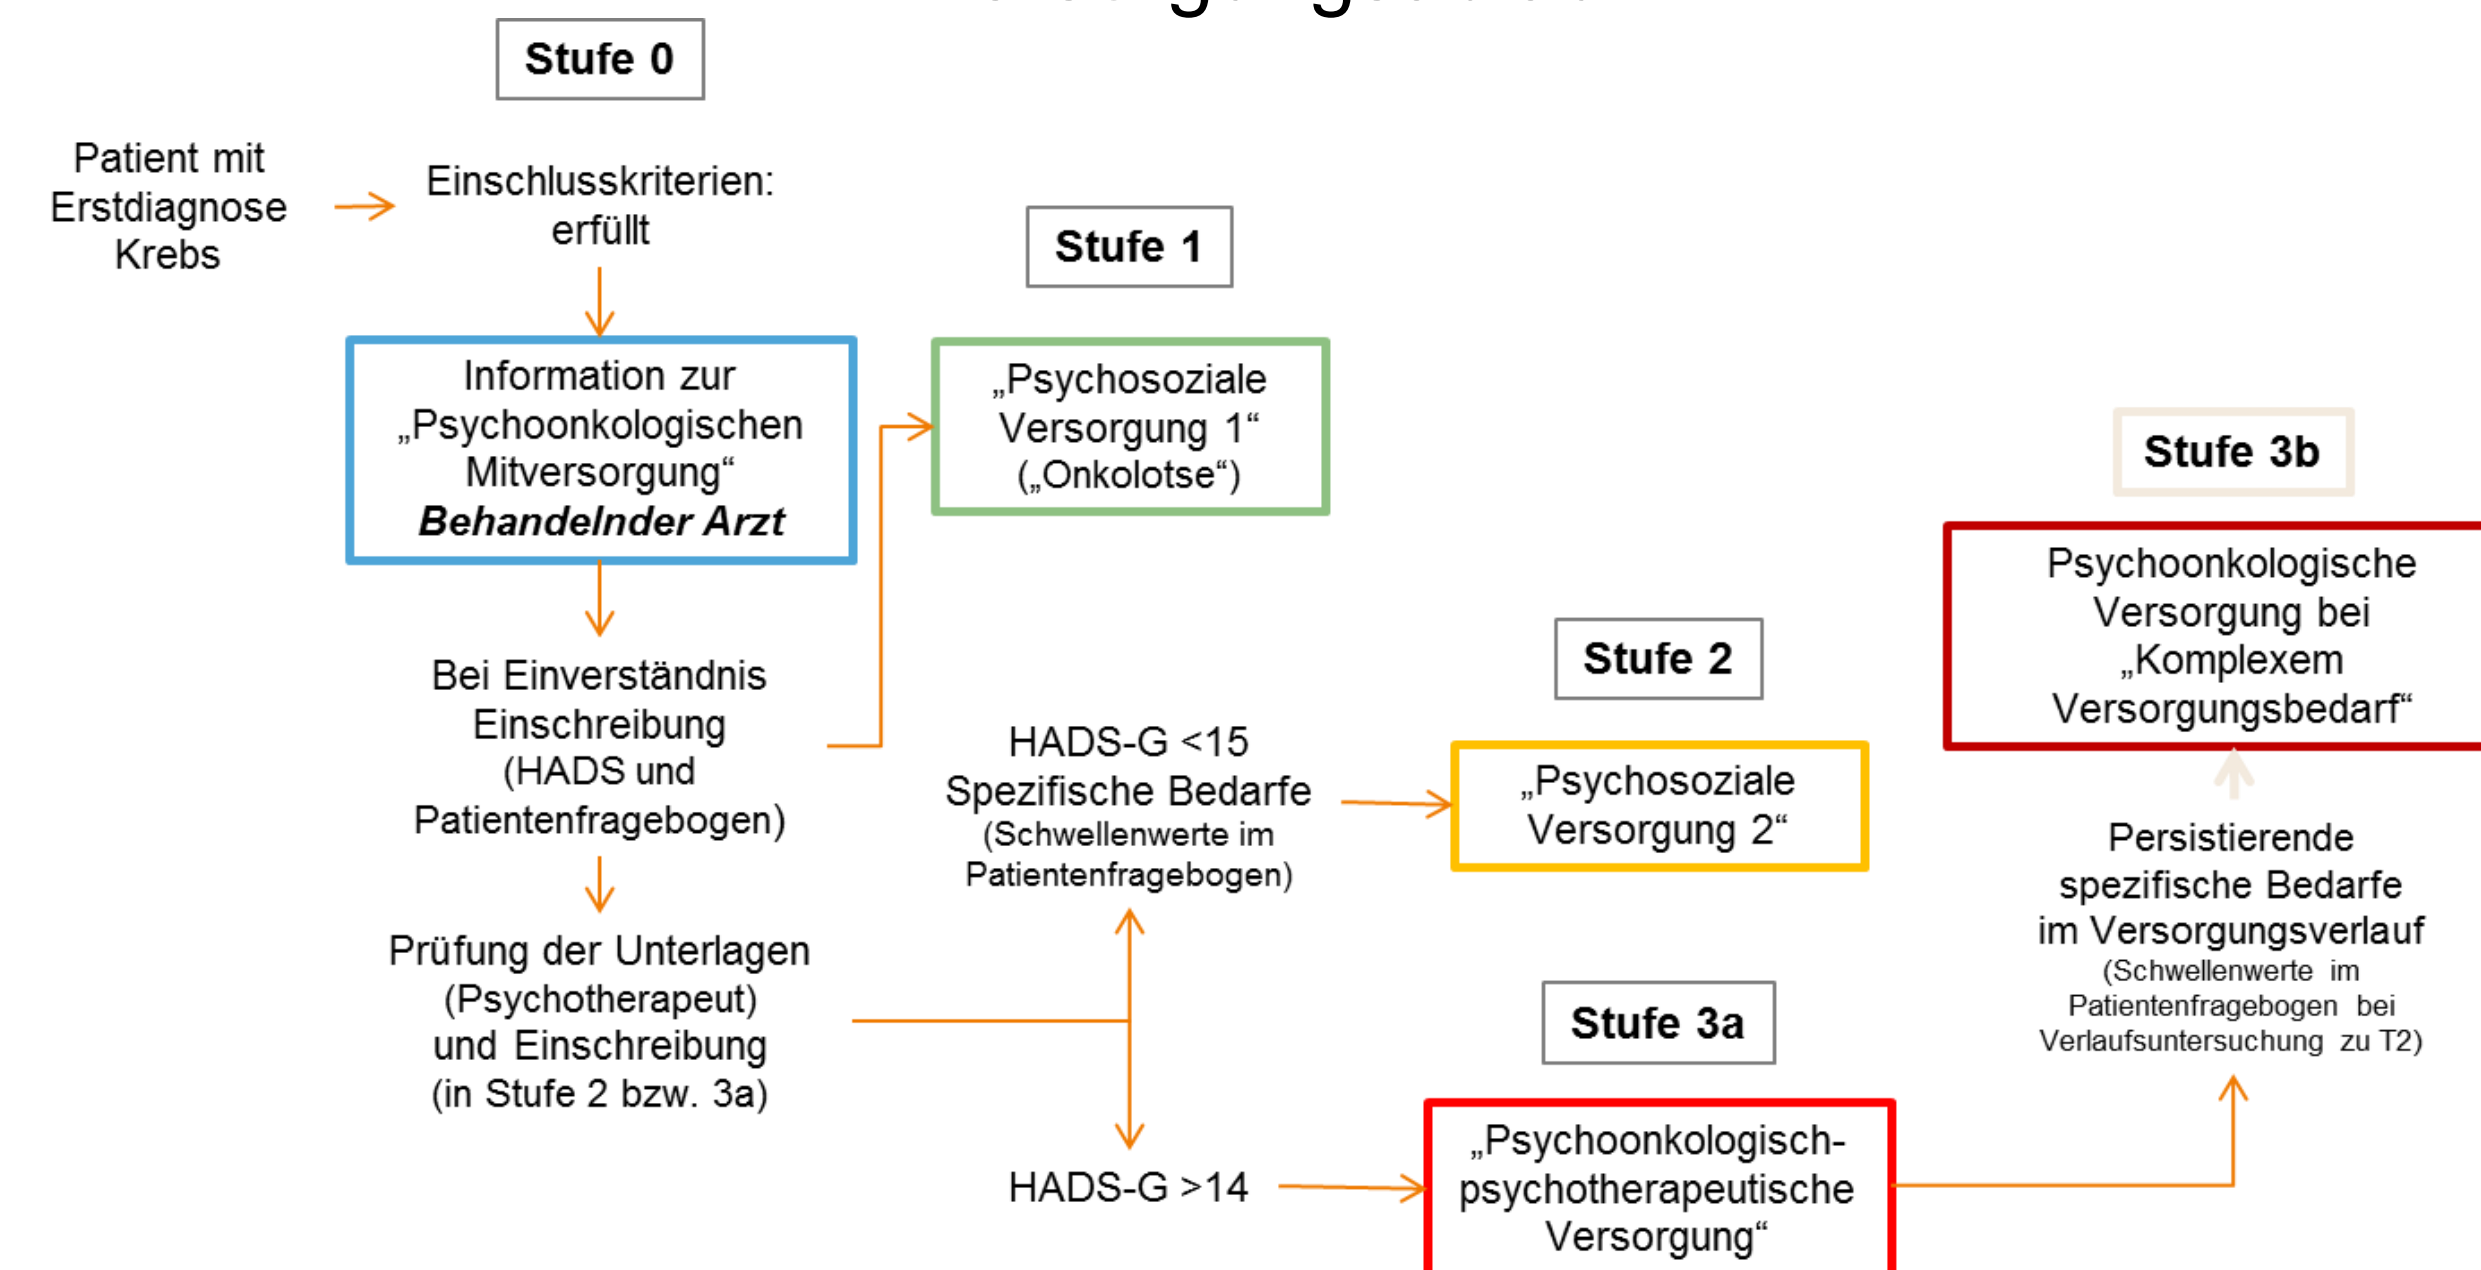 Stufe 0
Patient mit
Erstdiagnose
Krebs
Einschlusskriterien:
erfüllt
Information zur
„Psychoonkologischen
Mitversorgung“
Behandelnder Arzt
Bei Einverständnis
Einschreibung
(HADS und
Patientenfragebogen)
Prüfung der Unterlagen
(Psychotherapeut)
und Einschreibung
(in Stufe 2 bzw. 3a)
Stufe 1
„Psychosoziale
Versorgung 1“
(„Onkolotse“)
HADS-G <15
Spezifische Bedarfe
(Schwellenwerte im
Patientenfragebogen)
HADS-G >14
Stufe 2
„Psychosoziale
Versorgung 2“
Stufe 3a
„Psychoonkologisch-
psychotherapeutische
Versorgung“
Stufe 3b
Psychoonkologische
Versorgung bei
„Komplexem
Versorgungsbedarf“
Persistierende
spezifische Bedarfe
im Versorgungsverlauf
(Schwellenwerte im
Patientenfragebogen bei
Verlaufsuntersuchung zu T2)